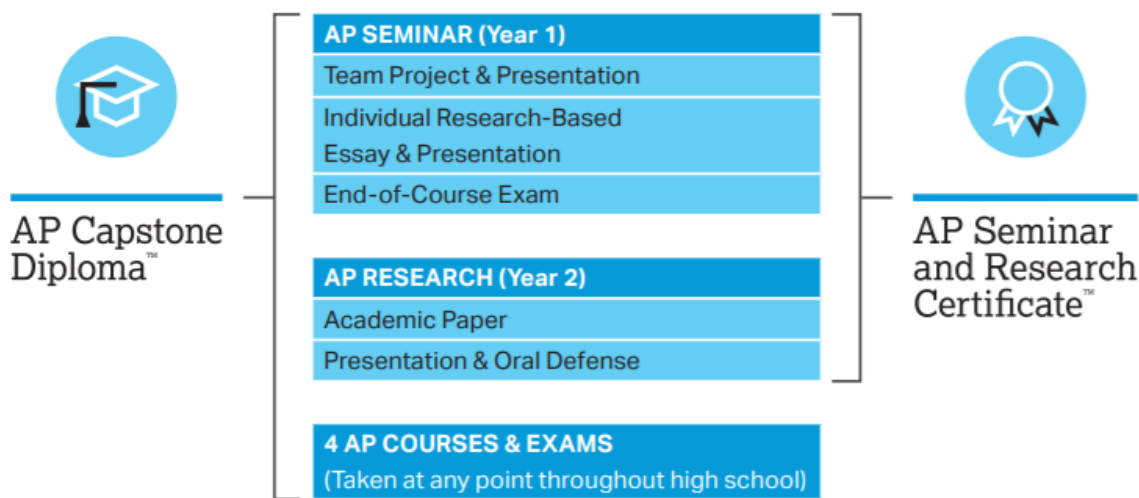 AP Capstone
Diploma™
AP SEMINAR (Year 1)
Team Project & Presentation
Individual Research-Based
Essay & Presentation
End-of-Course Exam
AP RESEARCH (Year 2)
Academic Paper
Presentation & Oral Defense
4 AP COURSES & EXAMS
(Taken at any point throughout high school)
AP Seminar
and Research
Certificate™